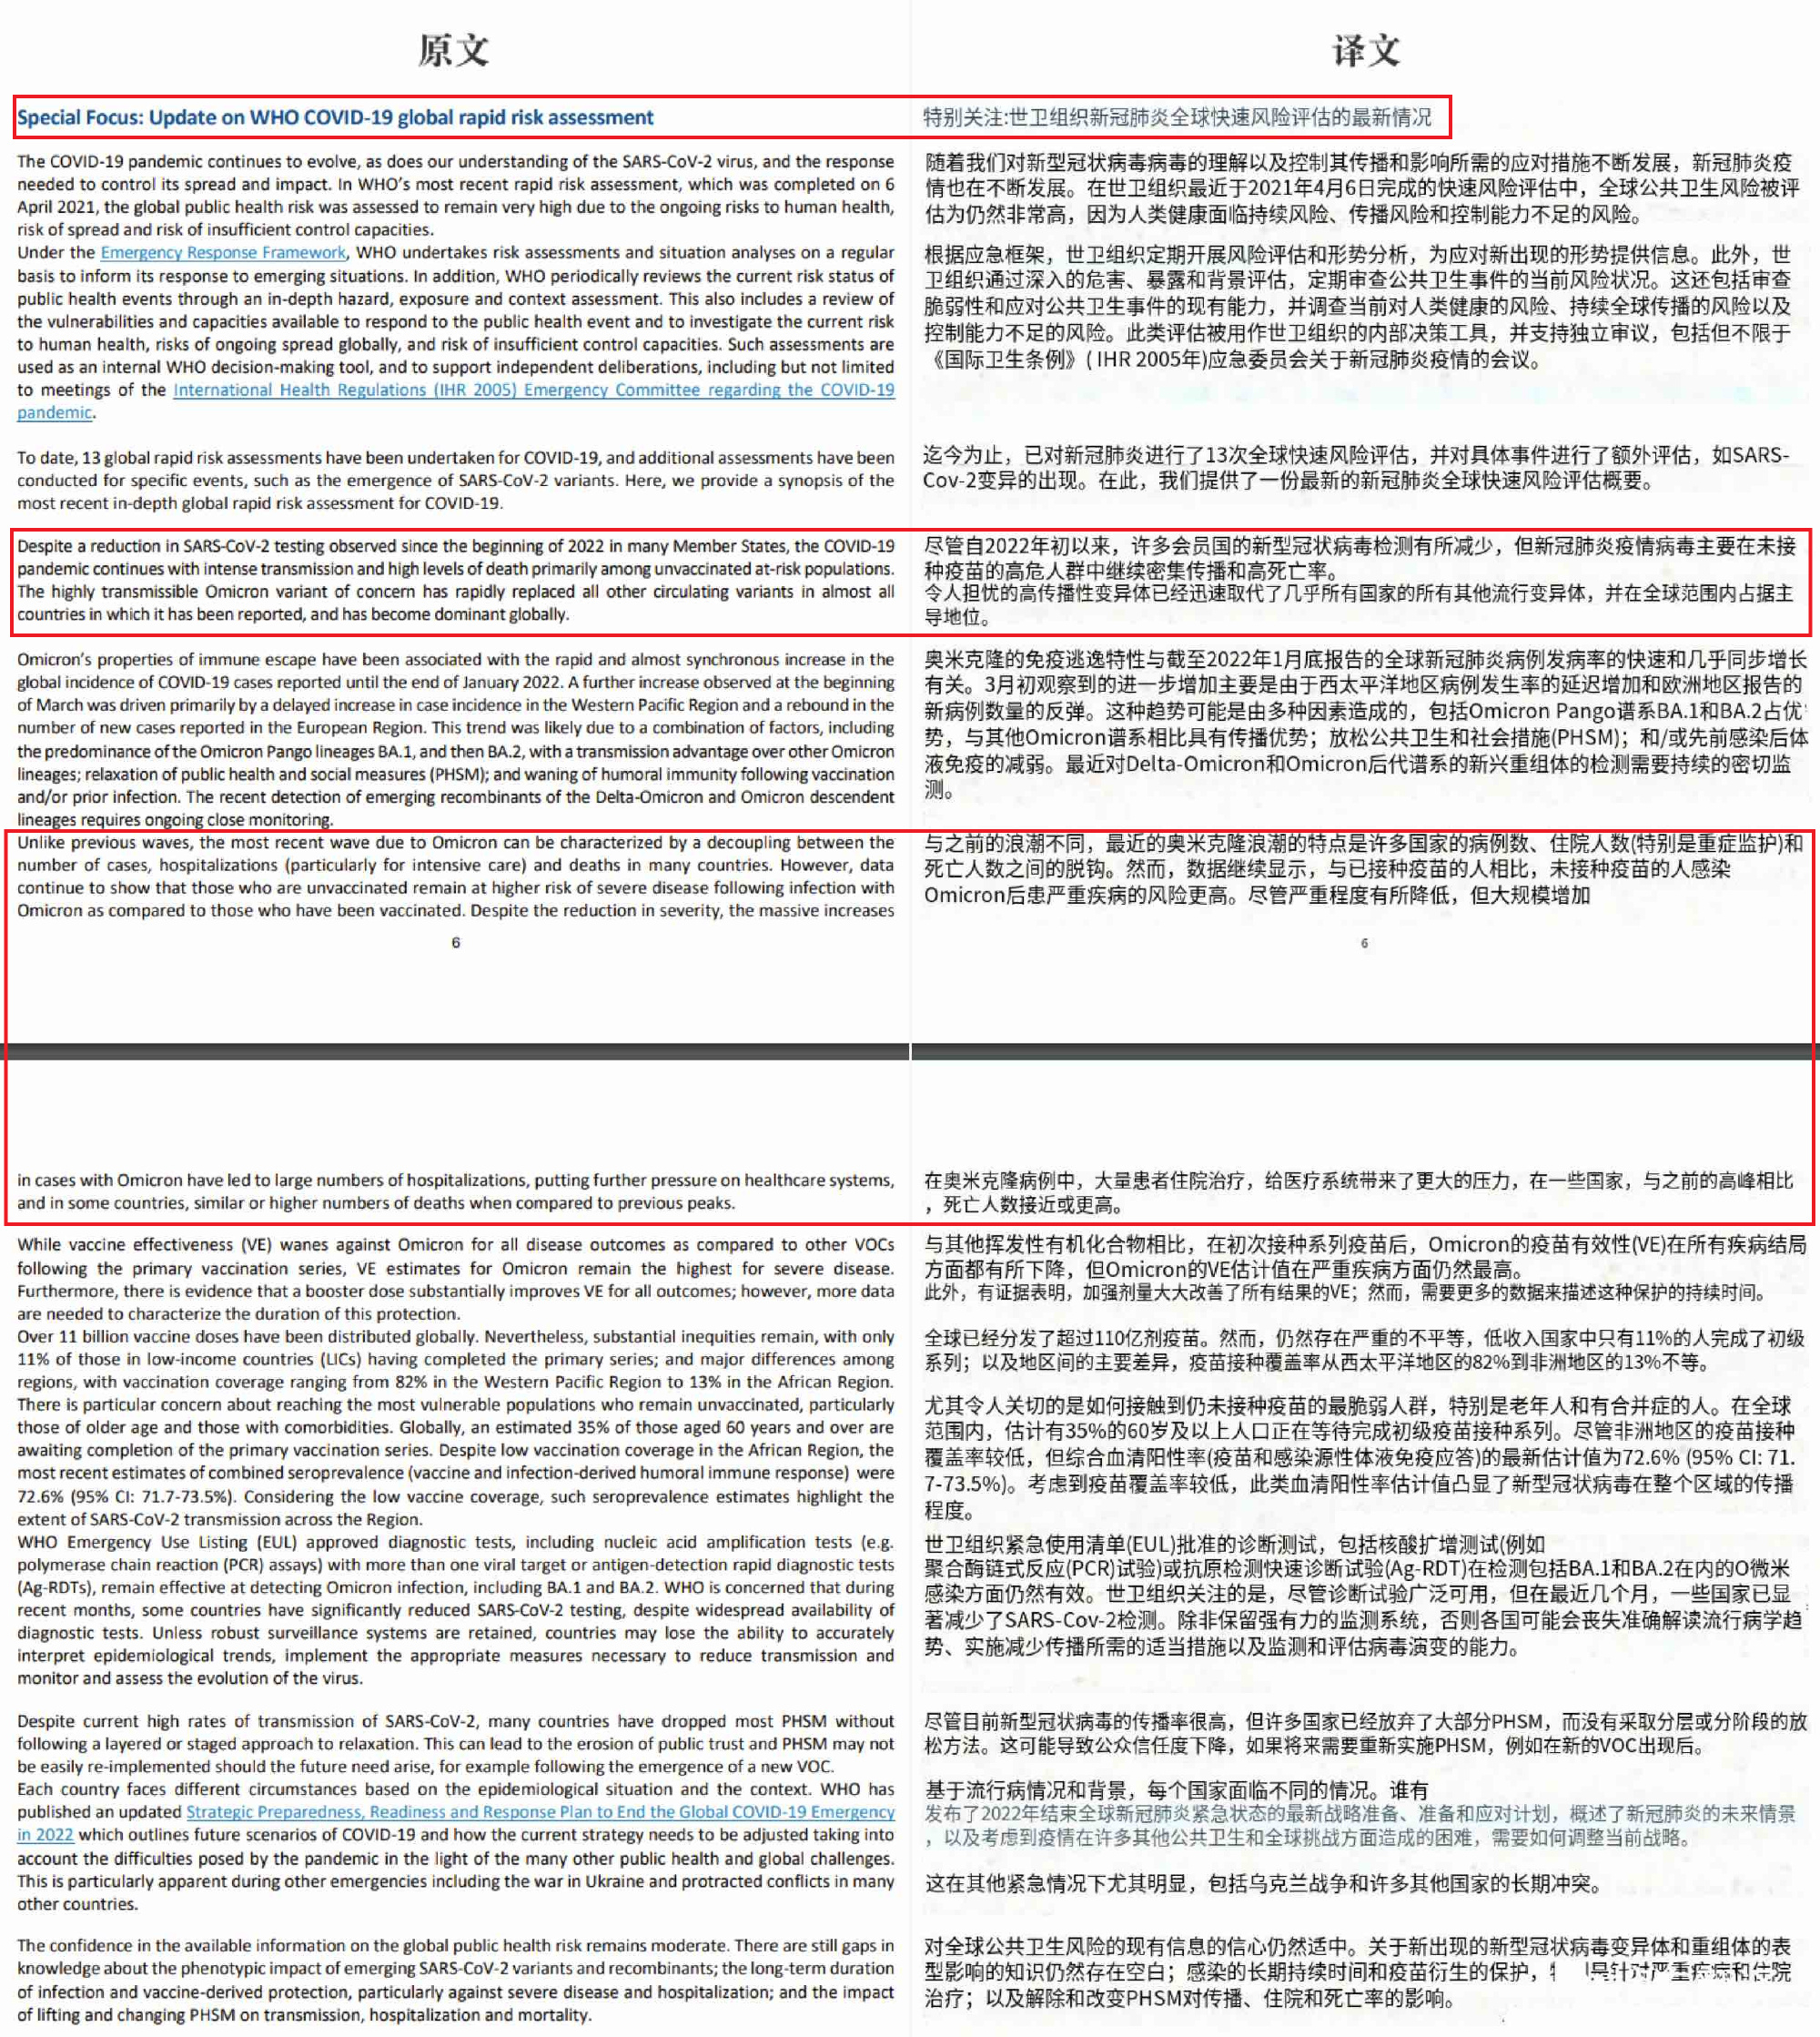 原文
Special Focus: Update on WHO COVID-19 global rapid risk assessment
The COVID-19 pandemic continues to evolve, as does our understanding of the SARS-CoV-2 virus, and the response
needed to control its spread and impact. In WHO's most recent rapid risk assessment, which was completed on 6
April 2021, the global public health risk was assessed to remain very high due to the ongoing risks to human health,
risk of spread and risk of insufficient control capacities.
Under the Emergency Response Framework, WHO undertakes risk assessments and situation analyses on a regular
basis to inform its response to emerging situations. In addition, WHO periodically reviews the current risk status of
public health events through an in-depth hazard, exposure and context assessment. This also includes a review of
the vulnerabilities and capacities available to respond to the public health event and to investigate the current risk
to human health, risks of ongoing spread globally, and risk of insufficient control capacities. Such assessments are
used as an internal WHO decision-making tool, and to support independent deliberations, including but not limited
to meetings of the International Health Regulations (IHR 2005) Emergency Committee regarding the COVID-19
pandemic.
To date, 13 global rapid risk assessments have been undertaken for COVID-19, and additional assessments have been
conducted for specific events, such as the emergence of SARS-CoV-2 variants. Here, we provide a synopsis of the
most recent in-depth global rapid risk assessment for COVID-19.
Despite a reduction in SARS-CoV-2 testing observed since the beginning of 2022 in many Member States, the COVID-19
pandemic continues with intense transmission and high levels of death primarily among unvaccinated at-risk populations.
The highly transmissible Omicron variant of concern has rapidly replaced all other circulating variants in almost all
countries in which it has been reported, and has become dominant globally.
Omicron's properties of immune escape have been associated with the rapid and almost synchronous increase in the
global incidence of COVID-19 cases reported until the end of January 2022. A further increase observed at the beginning
of March was driven primarily by a delayed increase in case incidence in the Western Pacific Region and a rebound in the
number of new cases reported in the European Region. This trend was likely due to a combination of factors, including
the predominance of the Omicron Pango lineages BA.1, and then BA.2, with a transmission advantage over other Omicron
lineages; relaxation of public health and social measures (PHSM); and waning of humoral immunity following vaccination
and/or prior infection. The recent detection of emerging recombinants of the Delta-Omicron and Omicron descendent
lineages requires ongoing close monitoring.
Unlike previous waves, the most recent wave due to Omicron can be characterized by a decoupling between the
number of cases, hospitalizations (particularly for intensive care) and deaths in many countries. However, data
continue to show that those who are unvaccinated remain at higher risk of severe disease following infection with
Omicron as compared to those who have been vaccinated. Despite the reduction in severity, the massive increases
6
in cases with Omicron have led to large numbers of hospitalizations, putting further pressure on healthcare systems,
and in some countries, similar or higher numbers of deaths when compared to previous peaks.
While vaccine effectiveness (VE) wanes against Omicron for all disease outcomes as compared to other VOCs
following the primary vaccination series, VE estimates for Omicron remain the highest for severe disease.
Furthermore, there is evidence that a booster dose substantially improves VE for all outcomes; however, more data
are needed to characterize the duration of this protection.
Over 11 billion vaccine doses have been distributed globally. Nevertheless, substantial inequities remain, with only
11% of those in low-income countries (LICs) having completed the primary series; and major differences among
regions, with vaccination coverage ranging from 82% in the Western Pacific Region to 13% in the African Region.
There is particular concern about reaching the most vulnerable populations who remain unvaccinated, particularly
those of older age and those with comorbidities. Globally, an estimated 35% of those aged 60 years and over are
awaiting completion of the primary vaccination series. Despite low vaccination coverage in the African Region, the
most recent estimates of combined seroprevalence (vaccine and infection-derived humoral immune response) were
72.6% (95% CI: 71.7-73.5%). Considering the low vaccine coverage, such seroprevalence estimates highlight the
extent of SARS-CoV-2 transmission across the Region.
WHO Emergency Use Listing (EUL) approved diagnostic tests, including nucleic acid amplification tests (e.g.
polymerase chain reaction (PCR) assays) with more than one viral target or antigen-detection rapid diagnostic tests
(Ag-RDTs), remain effective at detecting Omicron infection, including BA.1 and BA.2. WHO is concerned that during
recent months, some countries have significantly reduced SARS-CoV-2 testing, despite widespread availability of
diagnostic tests. Unless robust surveillance systems are retained, countries may lose the ability to accurately
interpret epidemiological trends, implement the appropriate measures necessary to reduce transmission and
monitor and assess the evolution of the virus.
Despite current high rates of transmission of SARS-CoV-2, many countries have dropped most PHSM without
following a layered or staged approach to relaxation. This can lead to the erosion of public trust and PHSM may not
be easily re-implemented should the future need arise, for example following the emergence of a new VOC.
Each country faces different circumstances based on the epidemiological situation and the context. WHO has
published an updated Strategic Preparedness, Readiness and Response Plan to End the Global COVID-19 Emergency
in 2022 which outlines future scenarios of COVID-19 and how the current strategy needs to be adjusted taking into
account the difficulties posed by the pandemic in the light of the many other public health and global challenges.
This is particularly apparent during other emergencies including the war in Ukraine and protracted conflicts in many
other countries.
The confidence in the available information on the global public health risk remains moderate. There are still gaps in
knowledge about the phenotypic impact of emerging SARS-CoV-2 variants and recombinants; the long-term duration
of infection and vaccine-derived protection, particularly against severe disease and hospitalization; and the impact
of lifting and changing PHSM on transmission, hospitalization and mortality.
译文
特别关注:世卫组织新冠肺炎全球快速风险评估的最新情况
随着我们对新型冠状病毒病毒的理解以及控制其传播和影响所需的应对措施不断发展，新冠肺炎疫
情也在不断发展。在世卫组织最近于2021年4月6日完成的快速风险评估中，全球公共卫生风险被评
估为仍然非常高，因为人类健康面临持续风险、传播风险和控制能力不足的风险。
根据应急框架，世卫组织定期开展风险评估和形势分析，为应对新出现的形势提供信息。此外，世
卫组织通过深入的危害、暴露和背景评估，定期审查公共卫生事件的当前风险状况。这还包括审查
脆弱性和应对公共卫生事件的现有能力，并调查当前对人类健康的风险、持续全球传播的风险以及
控制能力不足的风险。此类评估被用作世卫组织的内部决策工具，并支持独立审议，包括但不限于
《国际卫生条例》( IHR 2005年)应急委员会关于新冠肺炎疫情的会议。
迄今为止，已对新冠肺炎进行了13次全球快速风险评估，并对具体事件进行了额外评估，如SARS-
Cov-2变异的出现。在此，我们提供了一份最新的新冠肺炎全球快速风险评估概要。
尽管自2022年初以来，许多会员国的新型冠状病毒检测有所减少，但新冠肺炎疫情病毒主要在未接
种疫苗的高危人群中继续密集传播和高死亡率。
令人担忧的高传播性变异体已经迅速取代了几乎所有国家的所有其他流行变异体，并在全球范围内占据主
导地位。
奥米克隆的免疫逃逸特性与截至2022年1月底报告的全球新冠肺炎病例发病率的快速和几乎同步增长
有关。3月初观察到的进一步增加主要是由于西太平洋地区病例发生率的延迟增加和欧洲地区报告的
新病例数量的反弹。这种趋势可能是由多种因素造成的，包括Omicron Pango谱系BA.1和BA.2占优
势，与其他Omicron谱系相比具有传播优势；放松公共卫生和社会措施(PHSM)；和/或先前感染后体
液免疫的减弱。最近对Delta-Omicron和Omicron后代谱系的新兴重组体的检测需要持续的密切监
测。
与之前的浪潮不同，最近的奥米克隆浪潮的特点是许多国家的病例数、住院人数(特别是重症监护)和
死亡人数之间的脱钩。然而，数据继续显示，与已接种疫苗的人相比，未接种疫苗的人感染
Omicron后患严重疾病的风险更高。尽管严重程度有所降低，但大规模增加
6
在奥米克隆病例中，大量患者住院治疗，给医疗系统带来了更大的压力，在一些国家，与之前的高峰相比
，死亡人数接近或更高。
与其他挥发性有机化合物相比，在初次接种系列疫苗后，Omicron的疫苗有效性(VE)在所有疾病结局
方面都有所下降，但Omicron的VE估计值在严重疾病方面仍然最高。
此外，有证据表明，加强剂量大大改善了所有结果的VE；然而，需要更多的数据来描述这种保护的持续时间。
全球已经分发了超过110亿剂疫苗。然而，仍然存在严重的不平等，低收入国家中只有11%的人完成了初级
系列；以及地区间的主要差异，疫苗接种覆盖率从西太平洋地区的82%到非洲地区的13%不等。
尤其令人关切的是如何接触到仍未接种疫苗的最脆弱人群，特别是老年人和有合并症的人。在全球
范围内，估计有35%的60岁及以上人口正在等待完成初级疫苗接种系列。尽管非洲地区的疫苗接种
覆盖率较低，但综合血清阳性率(疫苗和感染源性体液免疫应答)的最新估计值为72.6% (95% CI: 71.
7-73.5%)。考虑到疫苗覆盖率较低，此类血清阳性率估计值凸显了新型冠状病毒在整个区域的传播
程度。
世卫组织紧急使用清单(EUL)批准的诊断测试，包括核酸扩增测试(例如
聚合酶链式反应(PCR)试验)或抗原检测快速诊断试验(Ag-RDT)在检测包括BA.1和BA.2在内的O微米
感染方面仍然有效。世卫组织关注的是，尽管诊断试验广泛可用，但在最近几个月，一些国家已显
著减少了SARS-Cov-2检测。除非保留强有力的监测系统，否则各国可能会丧失准确解读流行病学趋
势、实施减少传播所需的适当措施以及监测和评估病毒演变的能力。
尽管目前新型冠状病毒的传播率很高，但许多国家已经放弃了大部分PHSM，而没有采取分层或分阶段的放
松方法。这可能导致公众信任度下降，如果将来需要重新实施PHSM，例如在新的VOC出现后。
基于流行病情况和背景，每个国家面临不同的情况。谁有
发布了2022年结束全球新冠肺炎紧急状态的最新战略准备、准备和应对计划，概述了新冠肺炎的未来情景
，以及考虑到疫情在许多其他公共卫生和全球挑战方面造成的困难，需要如何调整当前战略。
这在其他紧急情况下尤其明显，包括乌克兰战争和许多其他国家的长期冲突。
对全球公共卫生风险的现有信息的信心仍然适中。关于新出现的新型冠状病毒变异体和重组体的表
型影响的知识仍然存在空白；感染的长期持续时间和疫苗衍生的保护，是针对严重疾病和住院
治疗；以及解除和改变PHSM对传播、住院和死亡率的影响。